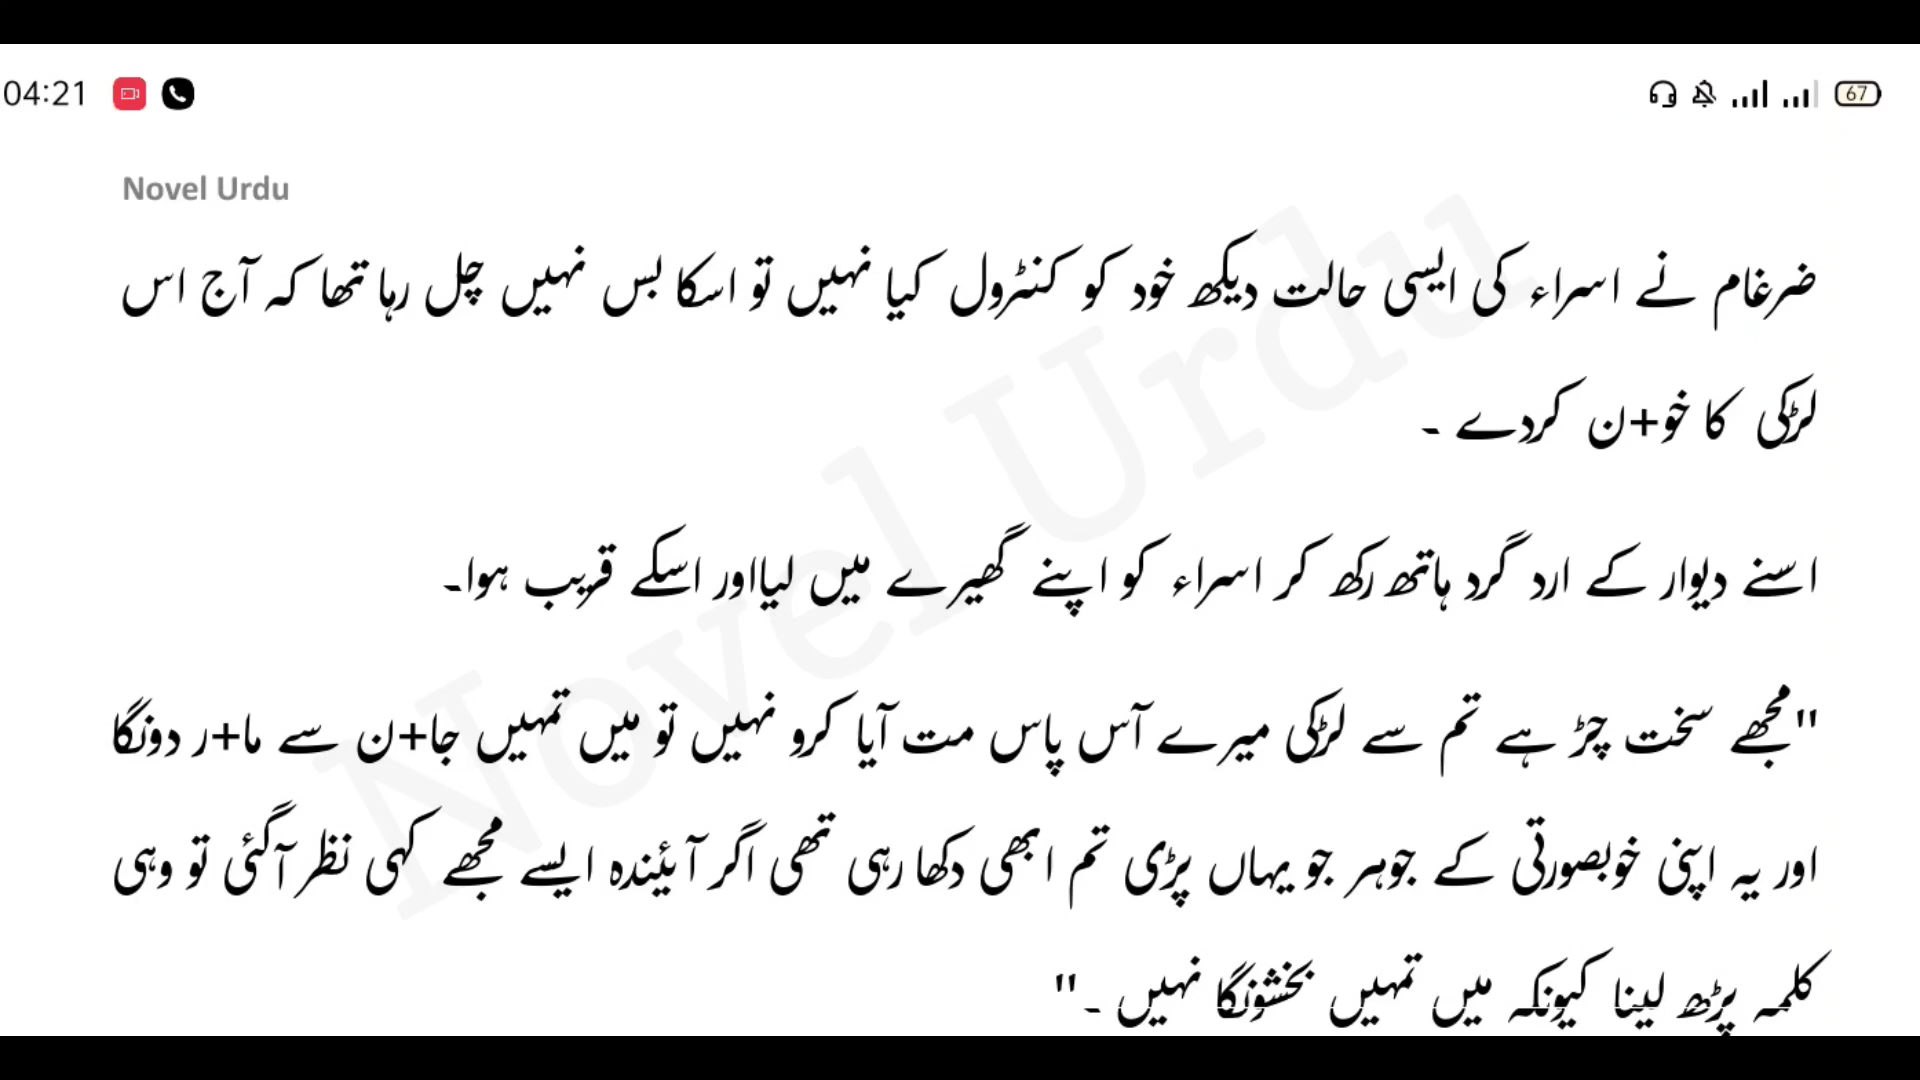 04:21
67
Novel Urdu
ضرغام نے اسراء کی ایسی حالت دیکھ خود کو کنٹرول کیا نہیں تو اسکا بس نہیں چل رہا تھا کہ آج اس
لڑکی کا خو+ن کردے ۔
اسنے دیوار کے ارد گرد ہاتھ رکھ کر اسراء کو اپنے گھیرے میں لیااور اسکے قریب ہوا۔
"مجھے سخت چڑ ہے تم سے لڑکی میرے آس پاس مت آیا کرو نہیں تو میں تمہیں جا+ن سے ما+ر دونگا
اور یہ اپنی خوبصورتی کے جوہر جو یہاں پڑی تم ابھی دکھا رہی تھی اگر آیئندہ ایسے مجھے کہی نظر آگئی تو وہی
کلمہ پڑھ لینا کیونکہ میں تمہیں بخشونگا نہیں ۔"
Novel Urdu